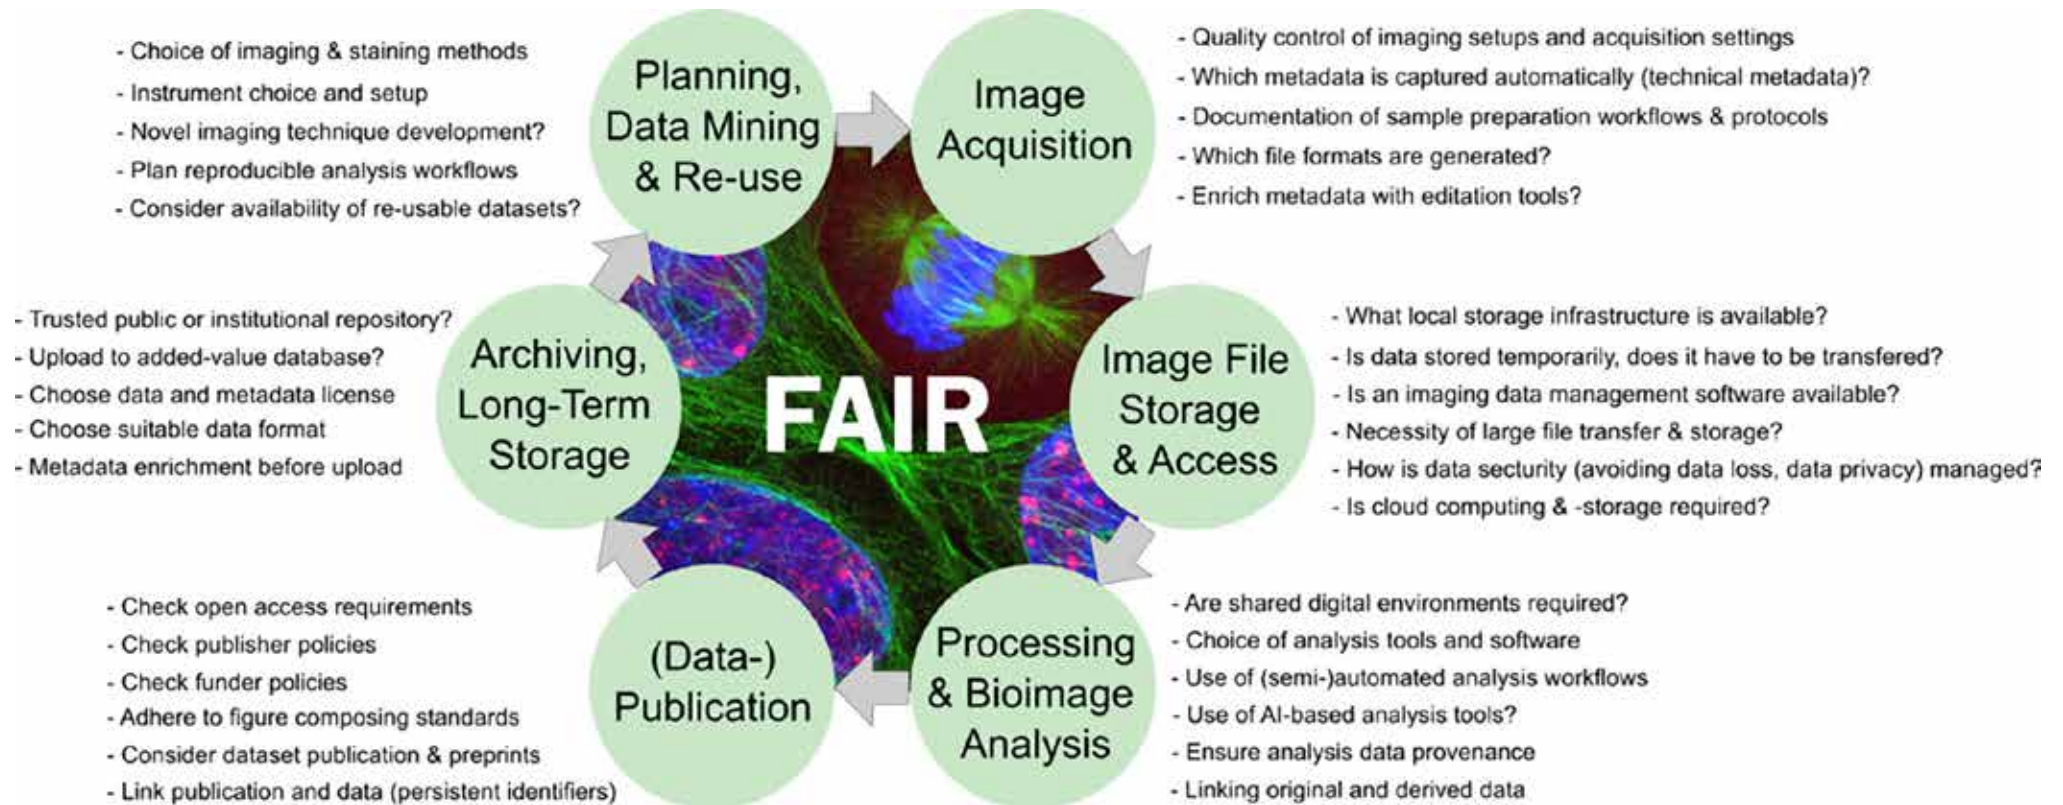 - Choice of imaging & staining methods
- Instrument choice and setup
- Novel imaging technique development?
- Plan reproducible analysis workflows
- Consider availability of re-usable datasets?
Planning,
Data Mining
& Re-use
Image
Acquisition
- Quality control of imaging setups and acquisition settings
- Which metadata is captured automatically (technical metadata)?
- Documentation of sample preparation workflows & protocols
- Which file formats are generated?
- Enrich metadata with editation tools?
- Trusted public or institutional repository?
- Upload to added-value database?
- Choose data and metadata license
- Choose suitable data format
- Metadata enrichment before upload
Archiving,
Long-Term
Storage
FAIR
Image File
Storage
& Access
- What local storage infrastructure is available?
- Is data stored temporarily, does it have to be transfered?
- Is an imaging data management software available?
- Necessity of large file transfer & storage?
- How is data secturity (avoiding data loss, data privacy) managed?
- Is cloud computing & -storage required?
- Check open access requirements
- Check publisher policies
- Check funder policies
- Adhere to figure composing standards
- Consider dataset publication & preprints
- Link publication and data (persistent identifiers)
(Data-)
Publication
Processing
& Bioimage
Analysis
- Are shared digital environments required?
- Choice of analysis tools and software
- Use of (semi-)automated analysis workflows
- Use of AI-based analysis tools?
- Ensure analysis data provenance
- Linking original and derived data